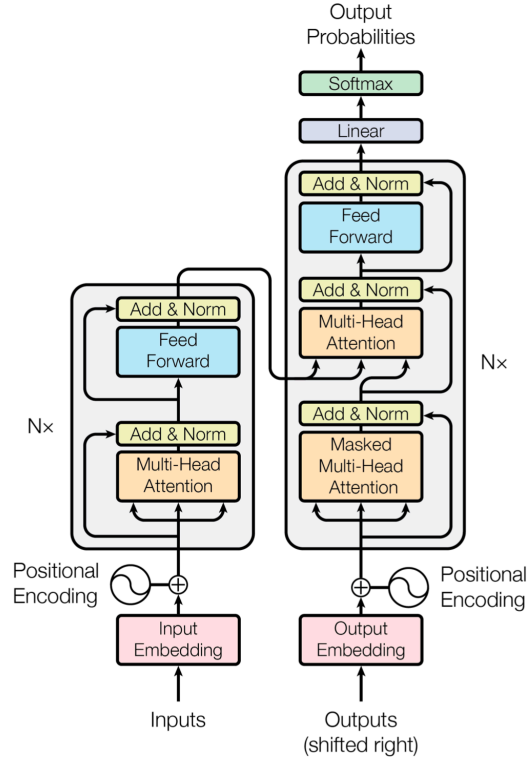 Output
Probabilities
Softmax
Linear
Add & Norm
Feed
Forward
Add & Norm
Multi-Head
Attention
Add & Norm
Masked
Multi-Head
Attention
N×
Add & Norm
Feed
Forward
Add & Norm
Multi-Head
Attention
N×
Positional
Encoding
Positional
Encoding
Input
Embedding
Output
Embedding
Inputs
Outputs
(shifted right)